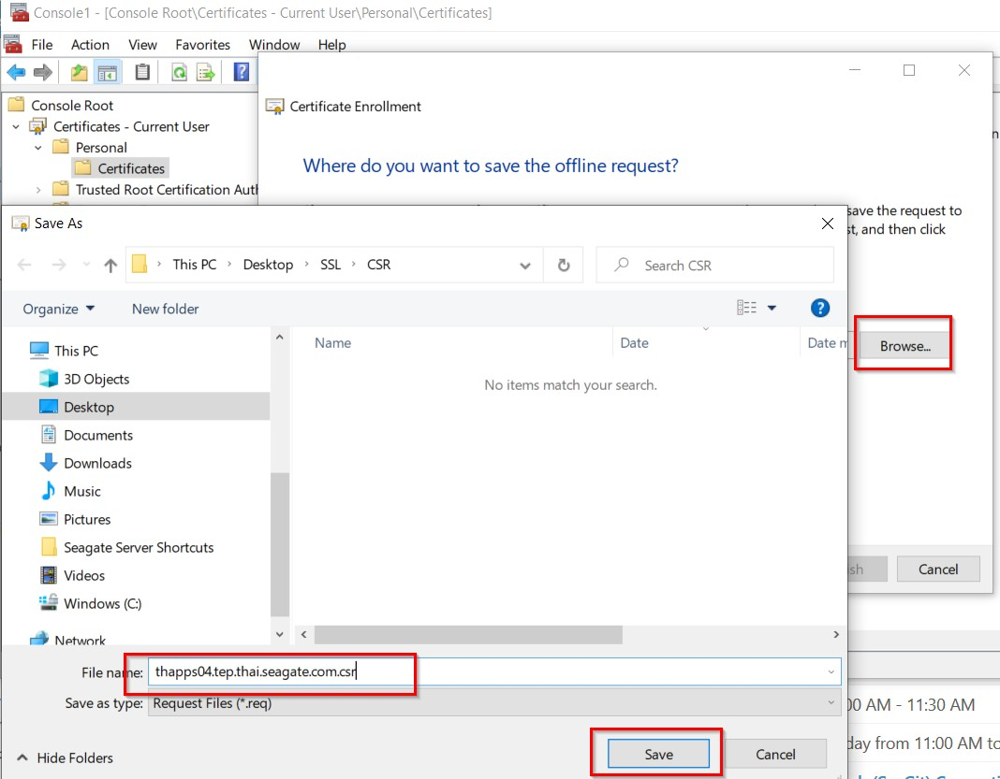 Console1 - [Console Root\Certificates - Current User\Personal\Certificates]
File Action View Favorites Window Help
Console Root
Certificates - Current User
Personal
Certificates
Trusted Root Certification Auth
Certificate Enrollment
Where do you want to save the offline request?
save the request to
st, and then click
Browse...
Cancel
Save As
This PC > Desktop > SSL > CSR
Search CSR
Organize New folder
This PC
3D Objects
Desktop
Documents
Downloads
Music
Pictures
Seagate Server Shortcuts
Videos
Windows (C:)
Network
Name Date Date m
No items match your search.
File name: thapps04.tep.thai.seagate.com.csr
Save as type: Request Files (*.req)
Hide Folders
Save Cancel
00 AM - 11:30 AM
day from 11:00 AM to